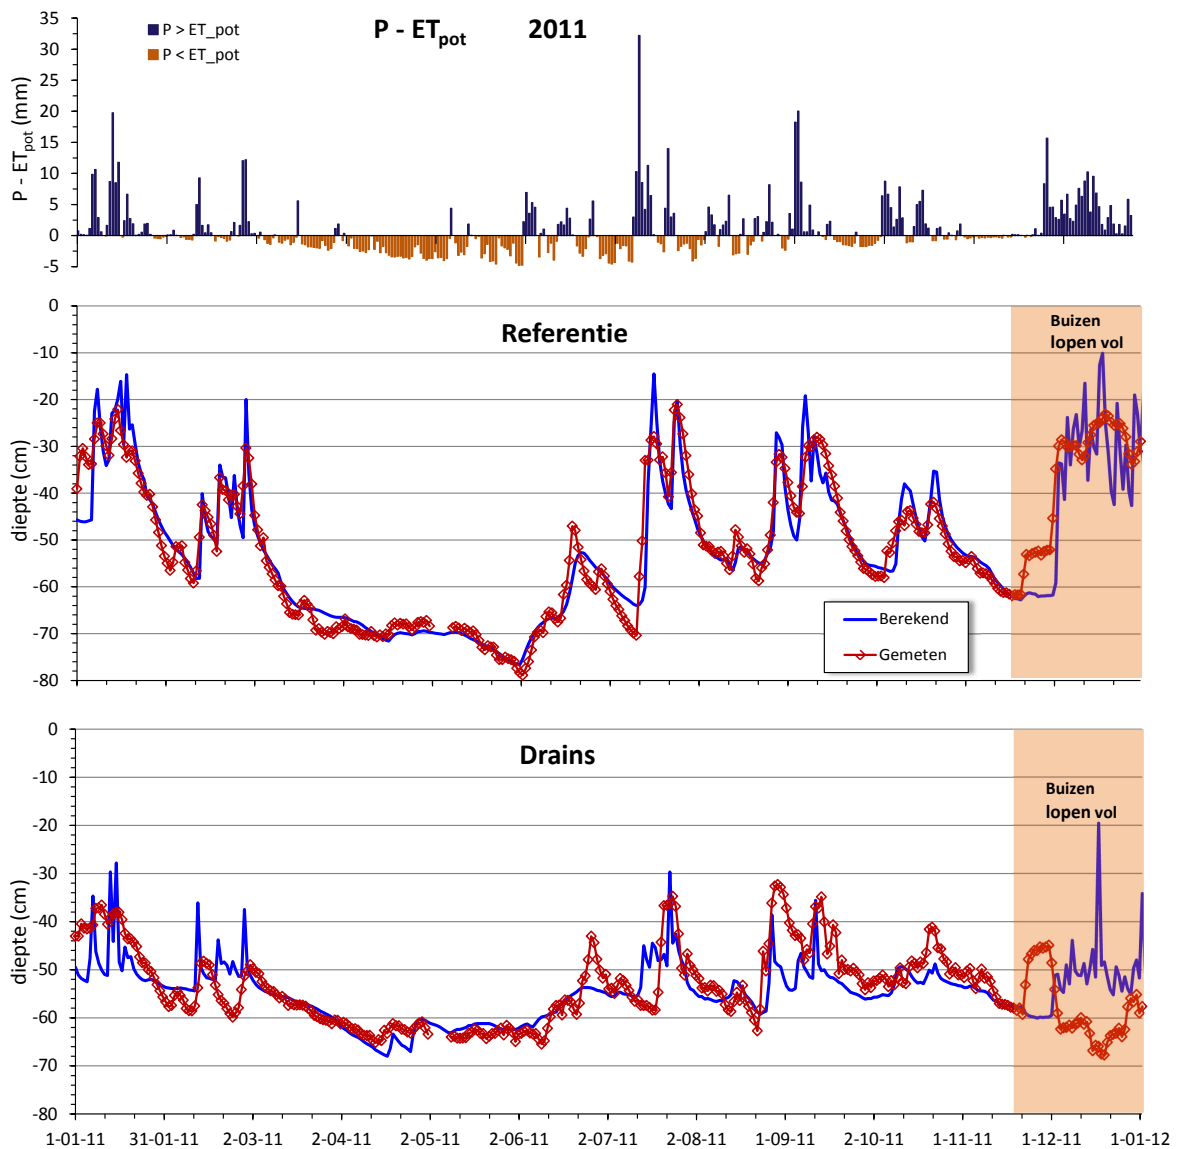 P - ETpot 2011
P > ET_pot
P < ET_pot
P - ETpot (mm)
35
30
25
20
15
10
5
0
5
Referentie
Buizen
lopen vol
diepte (cm)
0
-10
-20
-30
-40
-50
-60
-70
-80
Berekend
Gemeten
Drains
Buizen
lopen vol
diepte (cm)
0
-10
-20
-30
-40
-50
-60
-70
-80
1-01-11 31-01-11 2-03-11 2-04-11 2-05-11 2-06-11 2-07-11 2-08-11 1-09-11 2-10-11 1-11-11 1-12-11 1-01-12